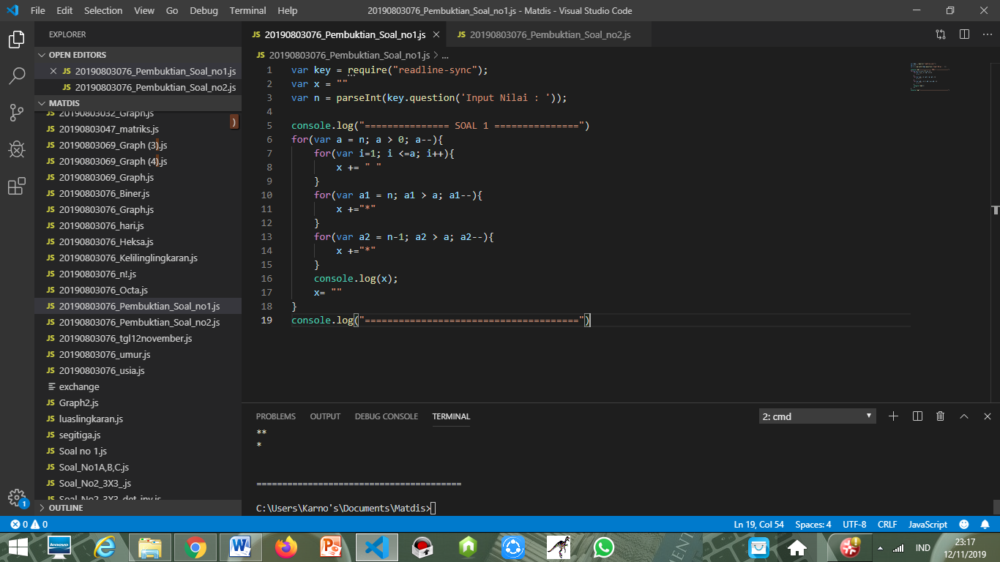 File Edit Selection View Go Debug Terminal Help
20190803076_Pembuktian_Soal_no1.js - Matdis - Visual Studio Code
EXPLORER
OPEN EDITORS
JS 20190803076_Pembuktian_Soal_no1.js
JS 20190803076_Pembuktian_Soal_no2.js
MATDIS
JS 20190803032_Graph.js
JS 20190803047_matriks.js
JS 20190803069_Graph (3).js
JS 20190803069_Graph (4).js
JS 20190803069_Graph.js
JS 20190803076_Biner.js
JS 20190803076_Graph.js
JS 20190803076_hari.js
JS 20190803076_Heksa.js
JS 20190803076_Kelilinglingkaran.js
JS 20190803076_n!.js
JS 20190803076_Octa.js
JS 20190803076_Pembuktian_Soal_no1.js
JS 20190803076_Pembuktian_Soal_no2.js
JS 20190803076_tgl12november.js
JS 20190803076_umur.js
JS 20190803076_usia.js
exchange
JS Graph2.js
JS luaslingkaran.js
JS segitiga.js
JS Soal no 1.js
JS Soal_No1A,B,C.js
JS Soal_No2_3X3_.js
JS Soal_No2_3X3_det_inv.js
OUTLINE
)
JS 20190803076_Pembuktian_Soal_no1.js
JS 20190803076_Pembuktian_Soal_no2.js
JS 20190803076_Pembuktian_Soal_no1.js > ...
1 var key = require("readline-sync");
2 var x = ""
3 var n = parseInt(key.question('Input Nilai : '));
4
5 console.log("=============== SOAL 1 ===============")
6 for(var a = n; a > 0; a--){
7 for(var i=1; i <=a; i++){
8 x += " "
9 }
10 for(var a1 = n; a1 > a; a1--){
11 x +="*"
12 }
13 for(var a2 = n-1; a2 > a; a2--){
14 x +="*"
15 }
16 console.log(x);
17 x= ""
18 }
19 console.log("======================================")
PROBLEMS OUTPUT DEBUG CONSOLE TERMINAL
2: cmd
**
*
========================================
C:\Users\Karno's\Documents\Matdis>
1
0 0
Ln 19, Col 54 Spaces: 4 UTF-8 CRLF JavaScript
lenovo
IND
23:17
12/11/2019